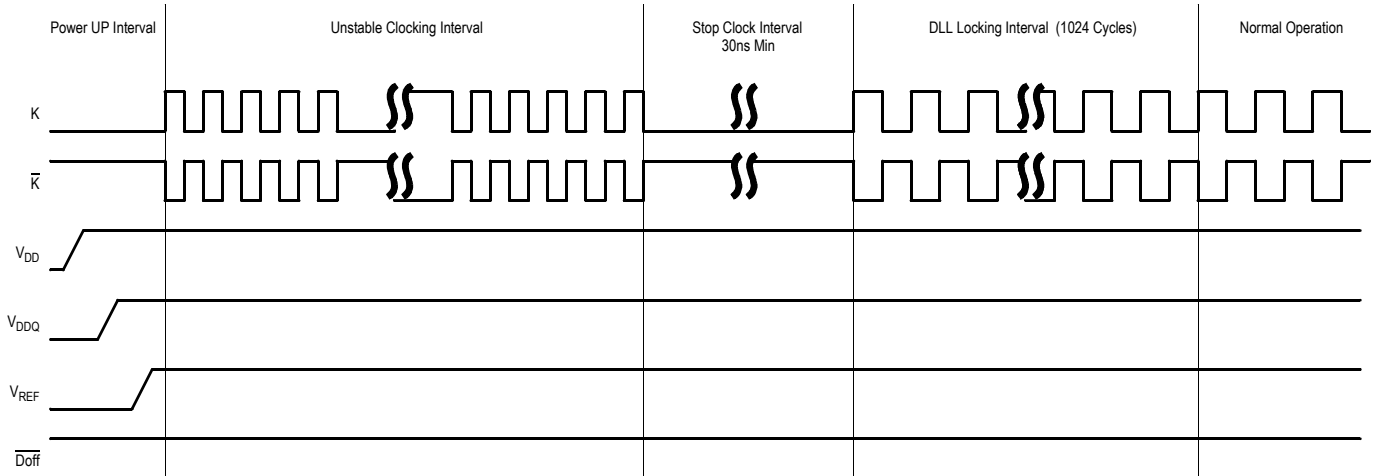 Power UP Interval
Unstable Clocking Interval
Stop Clock Interval
30ns Min
DLL Locking Interval (1024 Cycles)
Normal Operation
K
K̅
VDD
VDDQ
VREF
D̅o̅f̅f̅